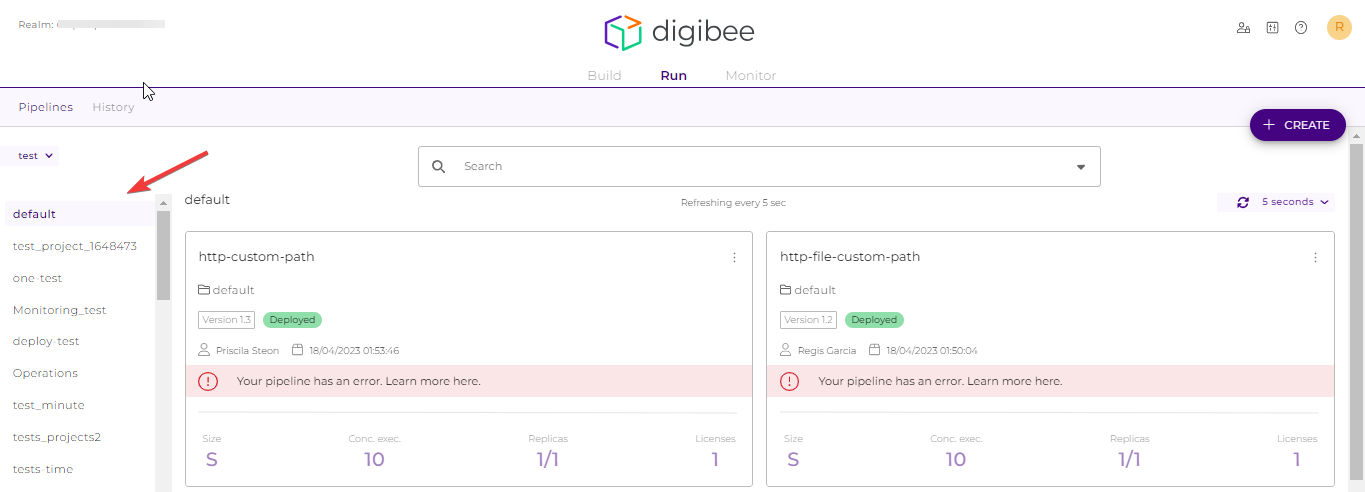 Realm:
digibee
R
Build Run Monitor
Pipelines History
+ CREATE
test
Search
default
Refreshing every 5 sec
5 seconds
default
test_project_1648473
one-test
Monitoring_test
deploy-test
Operations
test_minute
tests_projects2
tests-time
http-custom-path
default
Version 1.3 Deployed
Priscila Steon 18/04/2023 01:53:46
Your pipeline has an error. Learn more here.
Size Conc. exec. Replicas Licenses
S 10 1/1 1
http-file-custom-path
default
Version 1.2 Deployed
Regis Garcia 18/04/2023 01:50:04
Your pipeline has an error. Learn more here.
Size Conc. exec. Replicas Licenses
S 10 1/1 1